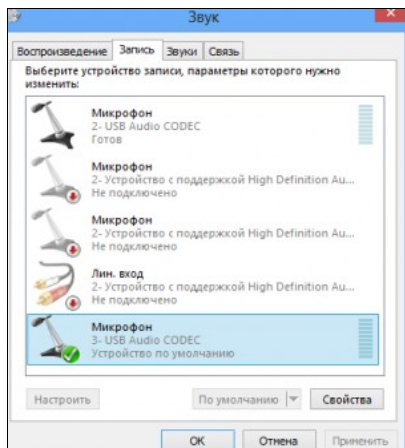 Звук
Воспроизведение Запись Звуки Связь
Выберите устройство записи, параметры которого нужно
изменить:
Микрофон
2- USB Audio CODEC
Готов
Микрофон
2- Устройство с поддержкой High Definition Au...
Не подключено
Микрофон
2- Устройство с поддержкой High Definition Au...
Не подключено
Лин. вход
2- Устройство с поддержкой High Definition Au...
Не подключено
Микрофон
3- USB Audio CODEC
Устройство по умолчанию
Настроить По умолчанию Свойства
ОК Отмена Применить